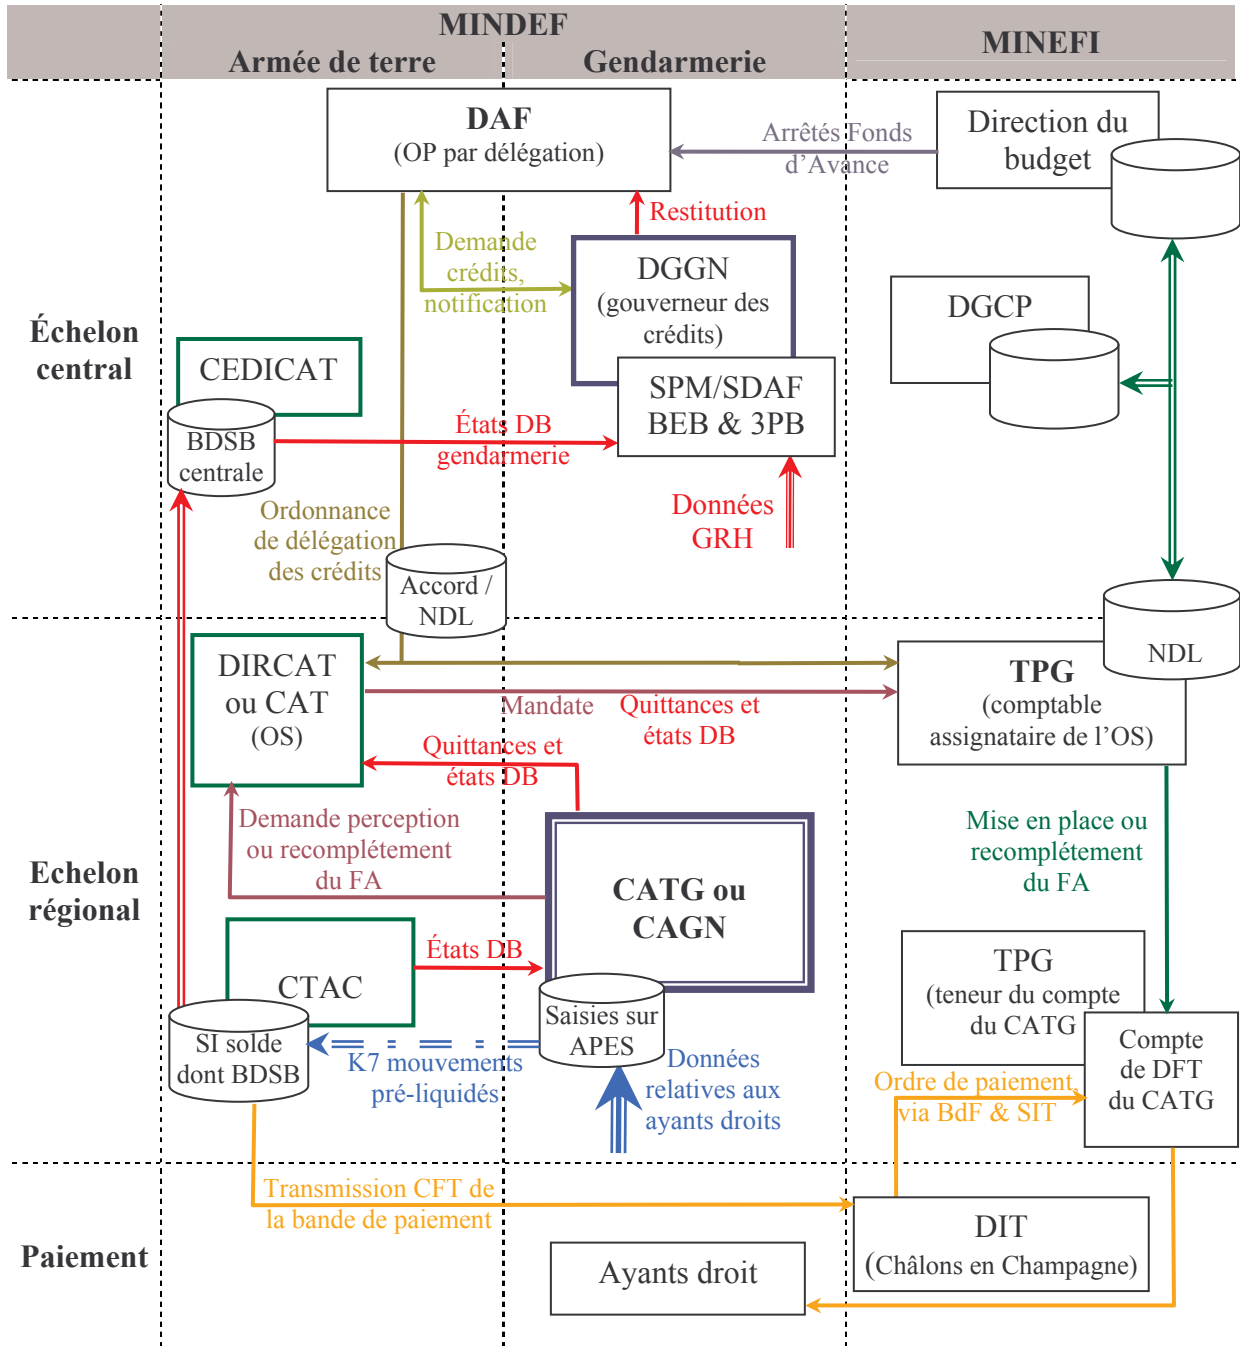 MINDEF
MINEFI
Armée de terre
Gendarmerie
Échelon
central
DAF
(OP par délégation)
Arrêtés Fonds
d’Avance
Direction du
budget
Restitution
Demande
crédits,
notification
DGGN
(gouverneur des
crédits)
DGCP
CEDICAT
SPM/SDAF
BEB & 3PB
BDSB
centrale
États DB
gendarmerie
Données
GRH
Ordonnance
de délégation
des crédits
Accord /
NDL
NDL
Echelon
régional
DIRCAT
ou CAT
(OS)
TPG
(comptable
assignataire de l’OS)
Mandate
Quittances et
états DB
Quittances et
états DB
Demande perception
ou recomplétement
du FA
Mise en place ou
recomplétement
du FA
CATG ou
CAGN
États DB
CTAC
TPG
(teneur du compte
du CATG)
SI solde
dont BDSB
Saisies sur
APES
K7 mouvements
pré-liquidés
Données
relatives aux
ayants droits
Compte
de DFT
du CATG
Ordre de paiement,
via BdF & SIT
Paiement
Transmission CFT de
la bande de paiement
DIT
(Châlons en Champagne)
Ayants droit